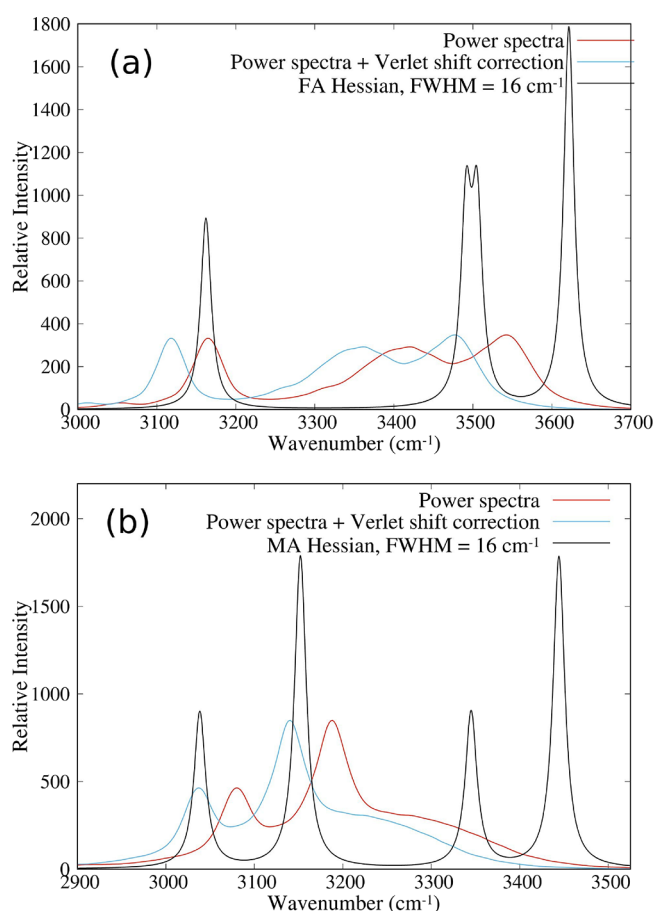 (a)
Power spectra
Power spectra + Verlet shift correction
FA Hessian, FWHM = 16 cm⁻¹
Relative Intensity
1800
1600
1400
1200
1000
800
600
400
200
0
3000 3100 3200 3300 3400 3500 3600 3700
Wavenumber (cm⁻¹)
(b)
Power spectra
Power spectra + Verlet shift correction
MA Hessian, FWHM = 16 cm⁻¹
Relative Intensity
2000
1500
1000
500
0
2900 3000 3100 3200 3300 3400 3500
Wavenumber (cm⁻¹)